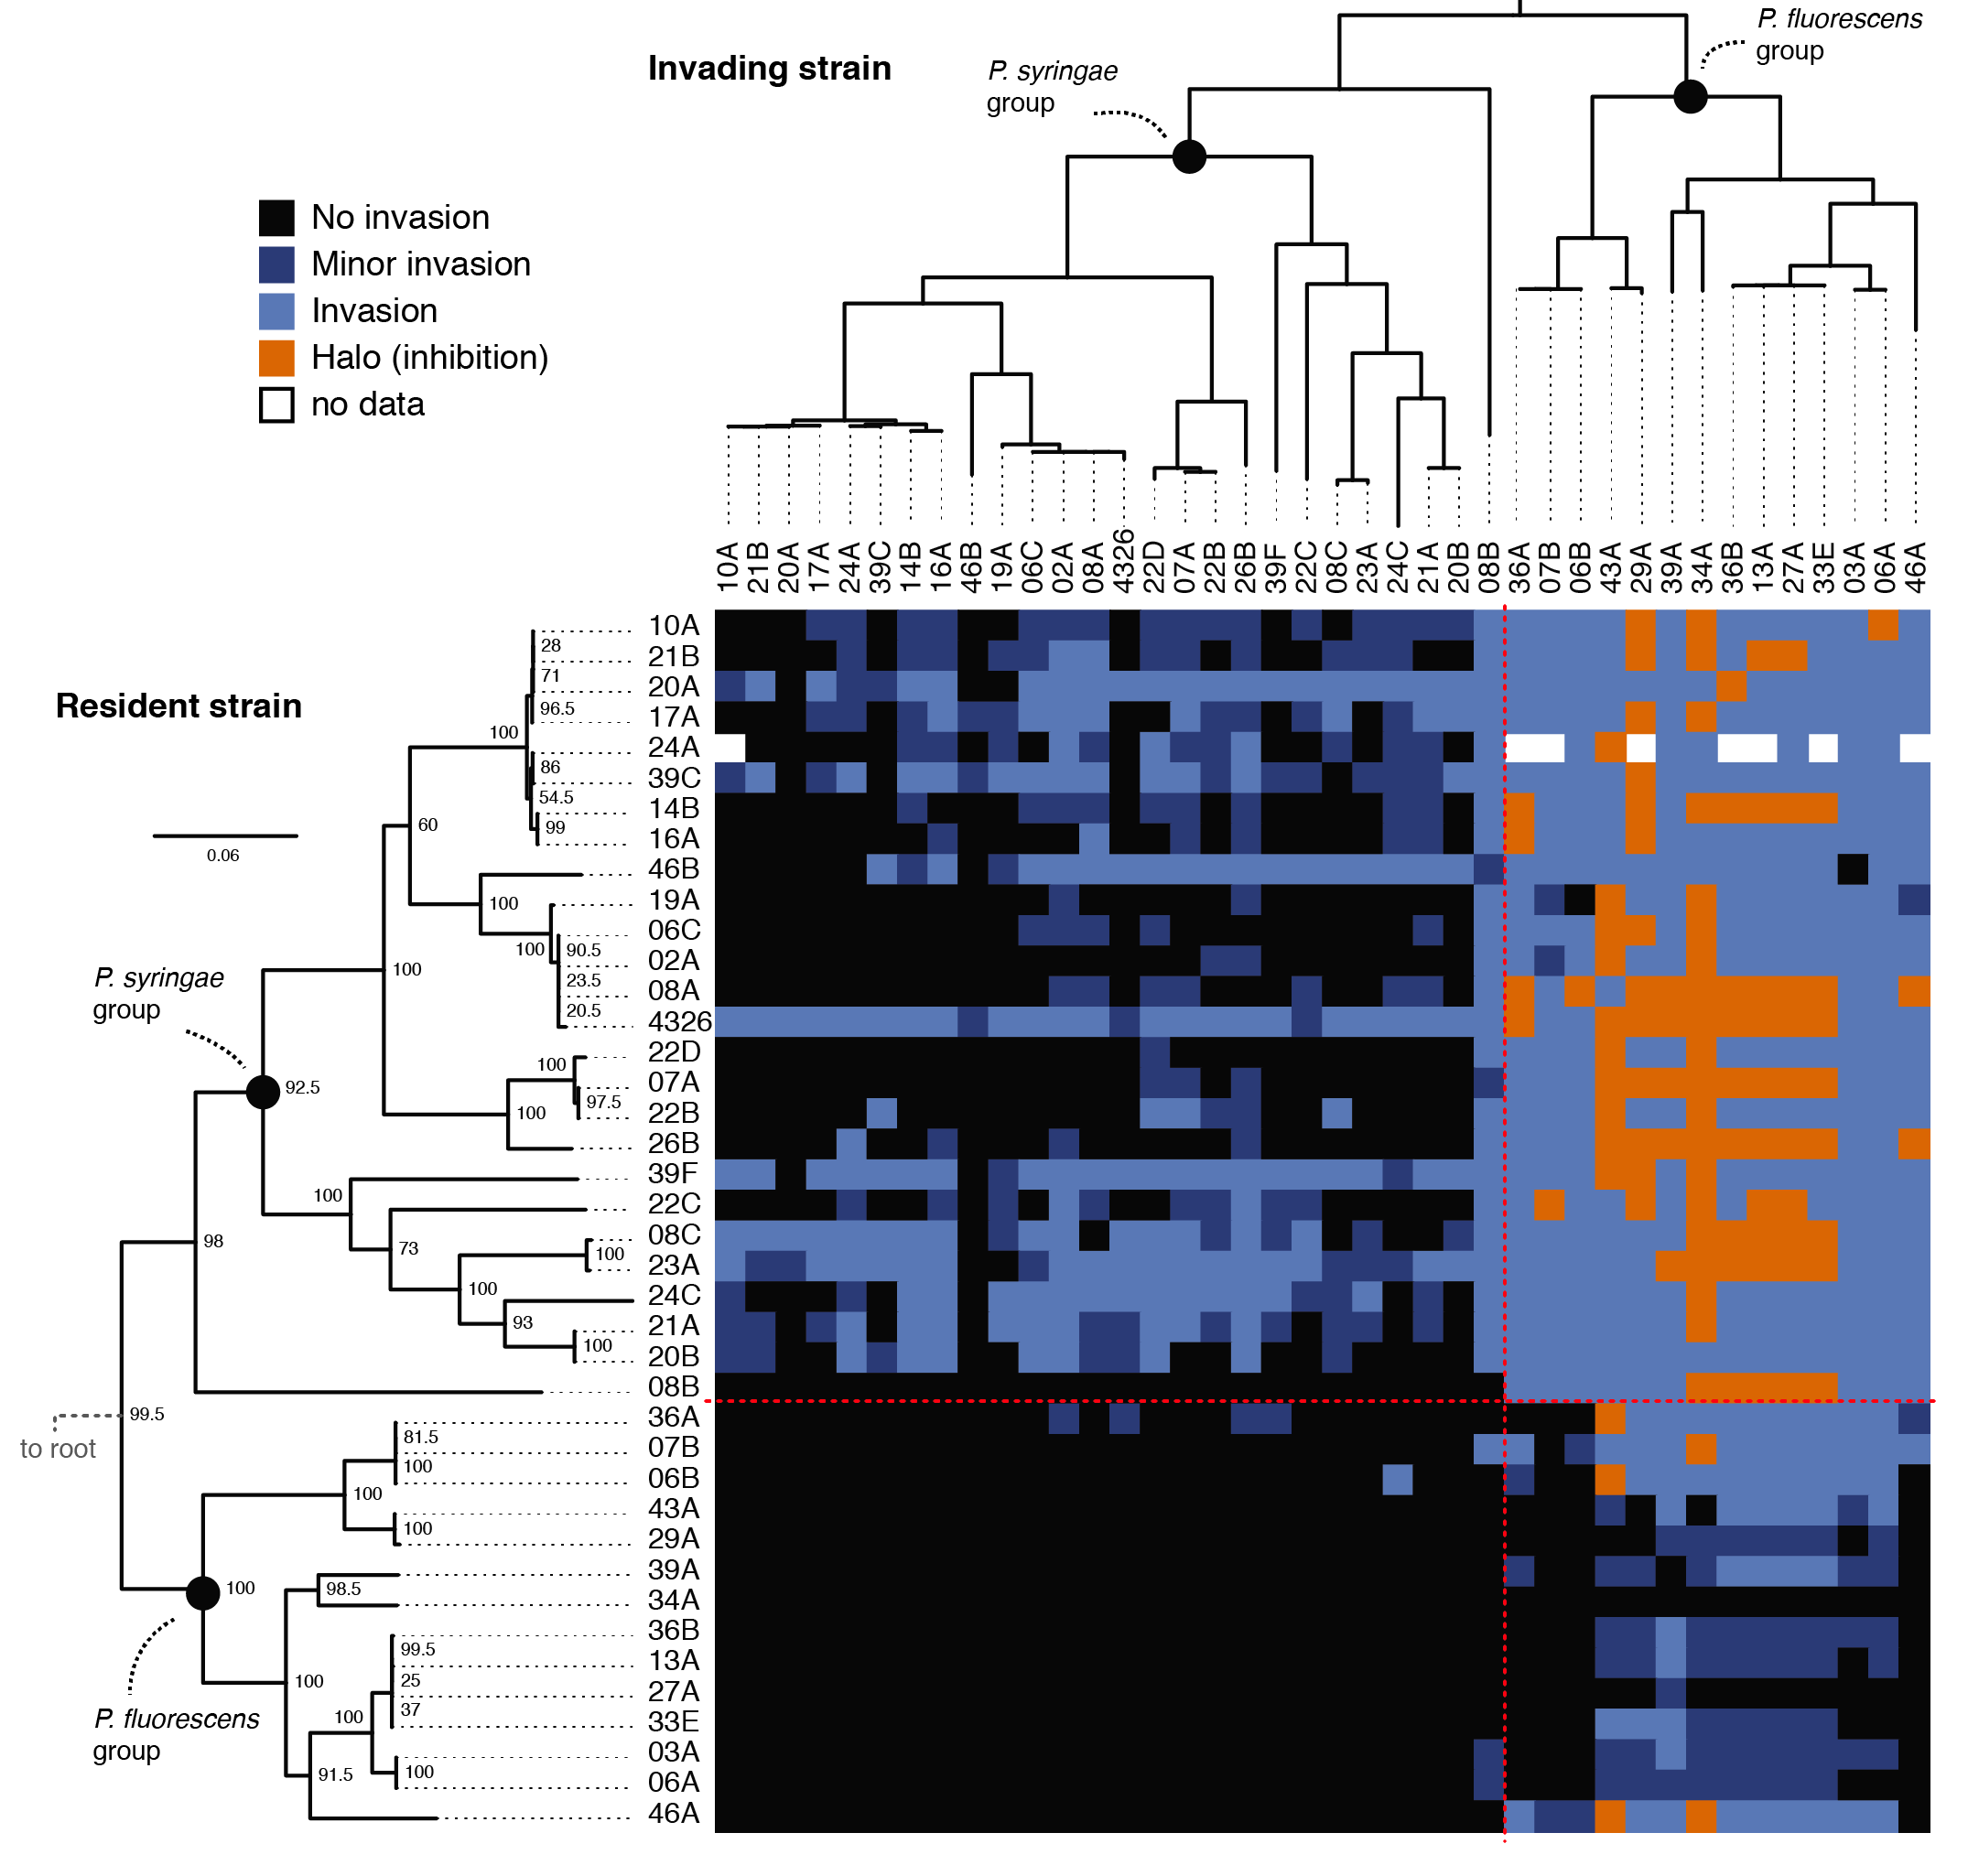 P. fluorescens
group
Invading strain
P. syringae
group
No invasion
Minor invasion
Invasion
Halo (inhibition)
no data
10A 21B 20A 17A 24A 39C 14B 16A 46B 19A 06C 02A 08A 4326 22D 07A 22B 26B 39F 22C 08C 23A 24C 21A 20B 08B 36A 07B 06B 43A 29A 39A 34A 36B 13A 27A 33E 03A 06A 46A
Resident strain
10A
28
21B
71
20A
96.5
17A
100
24A
86
39C
54.5
14B
99
60
16A
0.06
46B
19A
100
06C
100
90.5
02A
100
23.5
08A
20.5
4326
P. syringae
group
22D
100
07A
92.5
97.5
22B
100
26B
39F
100
22C
08C
98
73
100
23A
100
24C
93
21A
100
20B
08B
99.5
to root
36A
81.5
07B
100
06B
100
43A
100
29A
39A
100
98.5
34A
36B
99.5
13A
100
25
27A
37
100
33E
P. fluorescens
group
03A
91.5
100
06A
46A